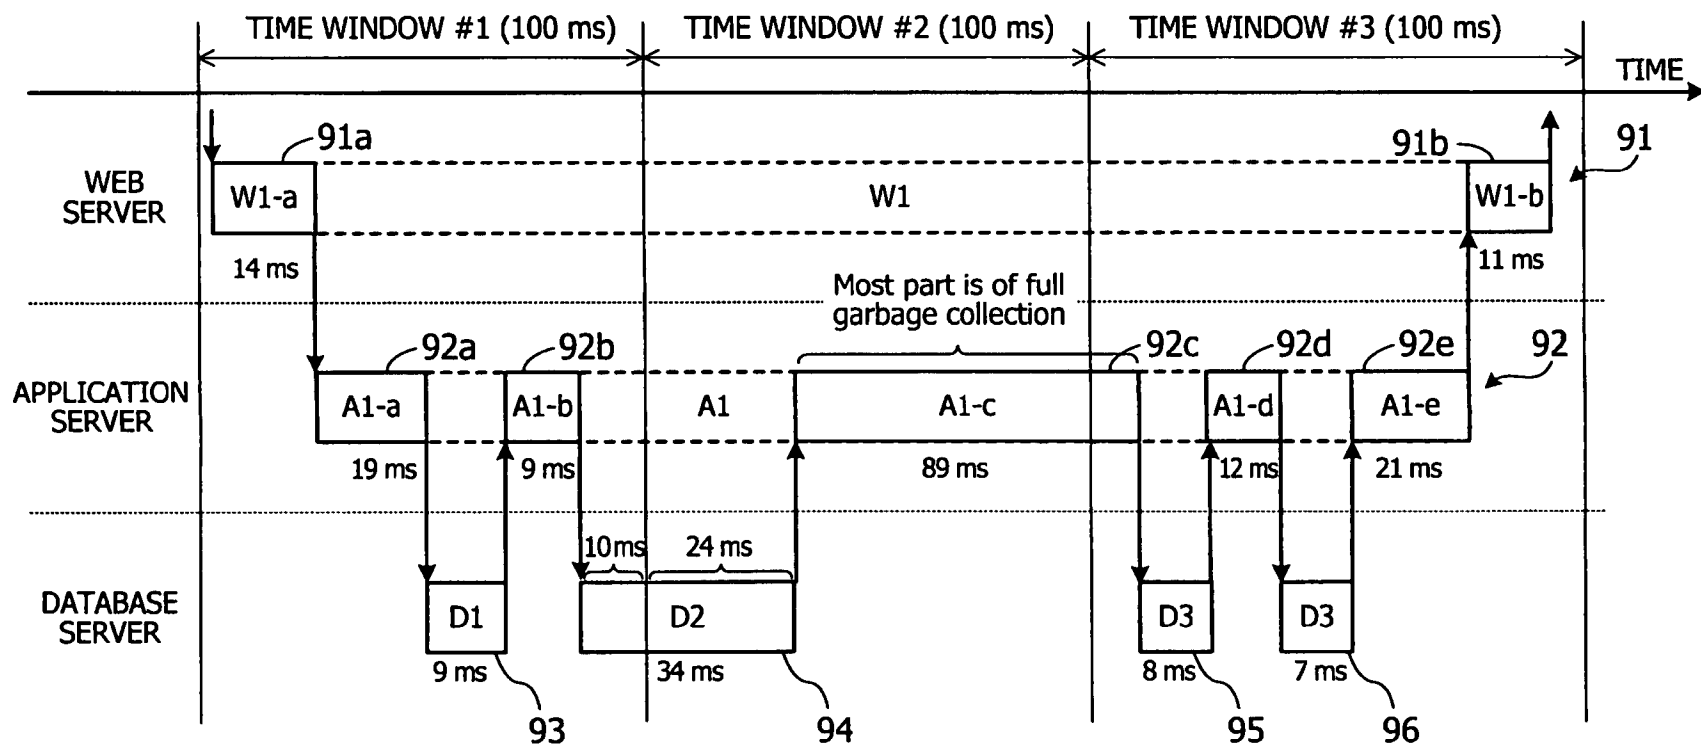 TIME WINDOW #1 (100 ms)
TIME WINDOW #2 (100 ms)
TIME WINDOW #3 (100 ms)
TIME
91a
91b
91
WEB
SERVER
W1-a
W1
W1-b
14 ms
11 ms
Most part is of full
garbage collection
92a
92b
92c
92d
92e
92
APPLICATION
SERVER
A1-a
A1-b
A1
A1-c
A1-d
A1-e
19 ms
9 ms
89 ms
12 ms
21 ms
10 ms
24 ms
DATABASE
SERVER
D1
D2
D3
D3
9 ms
34 ms
8 ms
7 ms
93
94
95
96